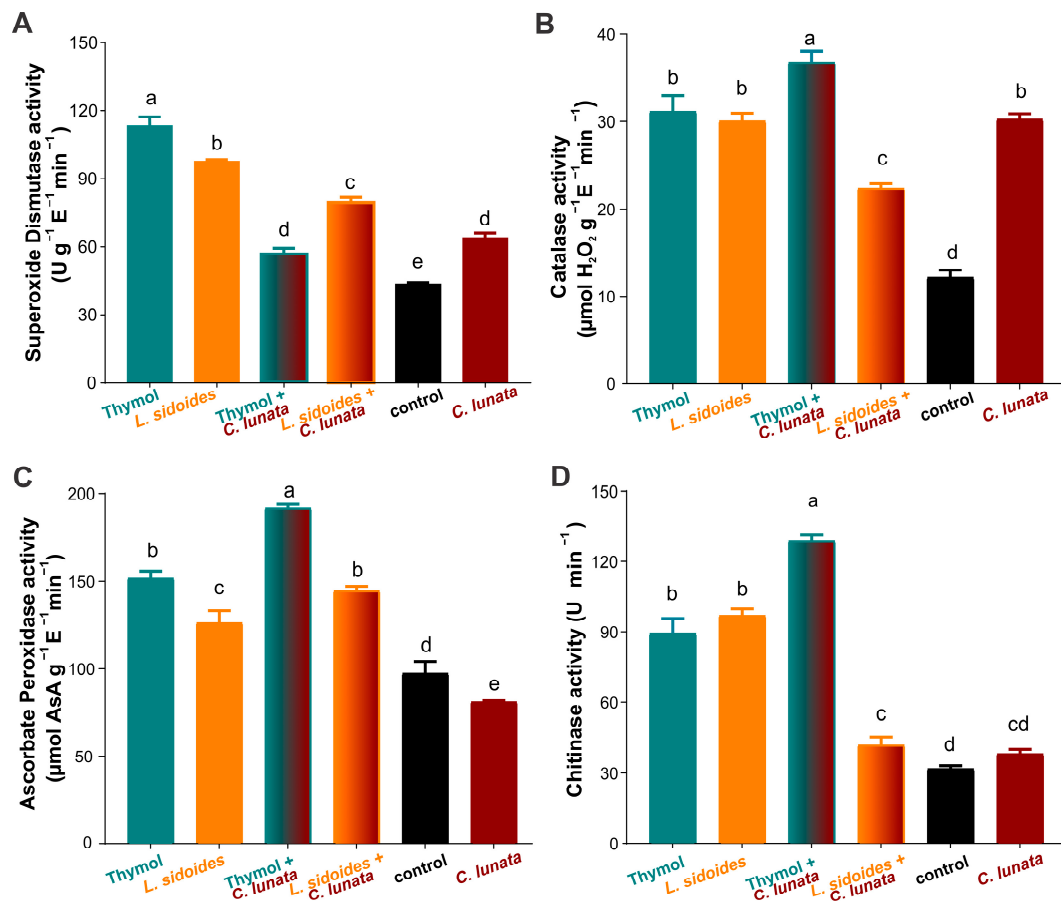 A
Superoxide Dismutase activity
(U g⁻¹ E⁻¹ min⁻¹)
150
120
90
60
30
0
a
b
d
c
e
d
Thymol
L. sidoides
Thymol +
C. lunata
L. sidoides +
C. lunata
control
C. lunata
B
Catalase activity
(µmol H₂O₂ g⁻¹E⁻¹min⁻¹)
40
30
20
10
0
b
b
a
c
d
b
Thymol
L. sidoides
Thymol +
C. lunata
L. sidoides +
C. lunata
control
C. lunata
C
Ascorbate Peroxidase activity
(µmol AsA g⁻¹ E⁻¹ min⁻¹)
200
150
100
50
0
b
c
a
b
d
e
Thymol
L. sidoides
Thymol +
C. lunata
L. sidoides +
C. lunata
control
C. lunata
D
Chitinase activity (U min⁻¹)
150
120
90
60
30
0
b
b
a
c
d
cd
Thymol
L. sidoides
Thymol +
C. lunata
L. sidoides +
C. lunata
control
C. lunata